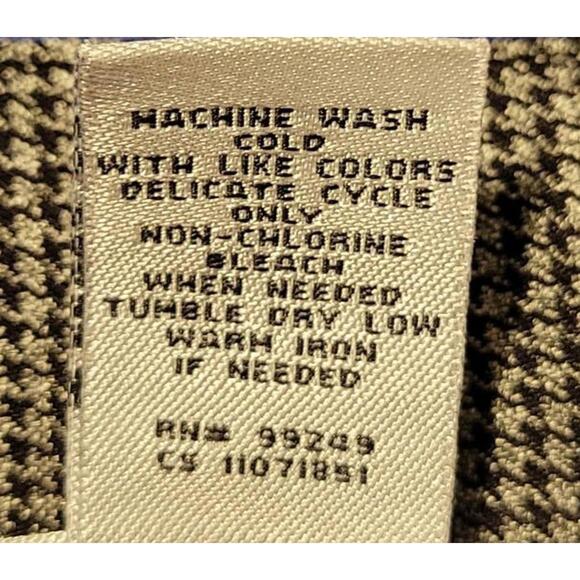 MACHINE WASH
COLD
WITH LIKE COLORS
DELICATE CYCLE
ONLY
NON-CHLORINE
BLEACH
WHEN NEEDED
TUMBLE DRY LOW
WARM IRON
IF NEEDED
RN# 99249
CS 11071851